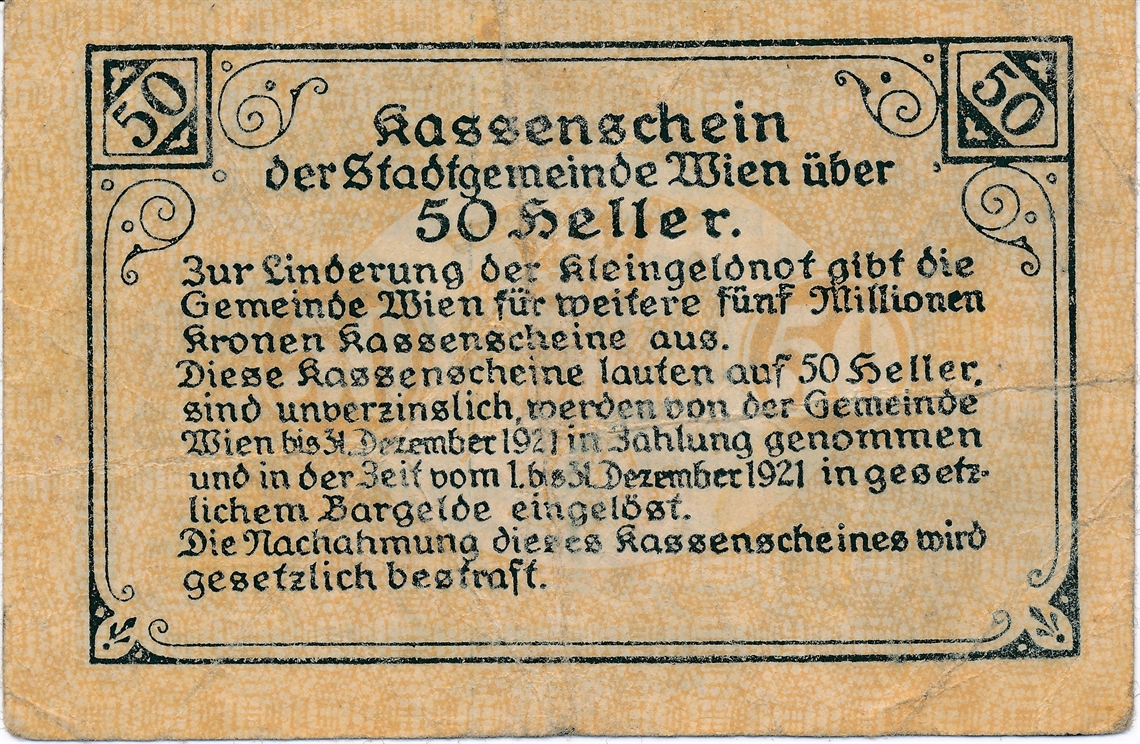 50 50
Kassenschein
der Stadtgemeinde Wien über
50 Heller.
Zur Linderung der Kleingeldnot gibt die
Gemeinde Wien für weitere fünf Millionen
Kronen Kassenscheine aus.
Diese Kassenscheine lauten auf 50 Heller,
sind unverzinslich, werden von der Gemeinde
Wien bis 31. Dezember 1921 in Zahlung genommen
und in der Zeit vom 1. bis 31. Dezember 1921 in gesetz-
lichem Bargelde eingelöst.
Die Nachahmung dieses Kassenscheines wird
gesetzlich bestraft.
50